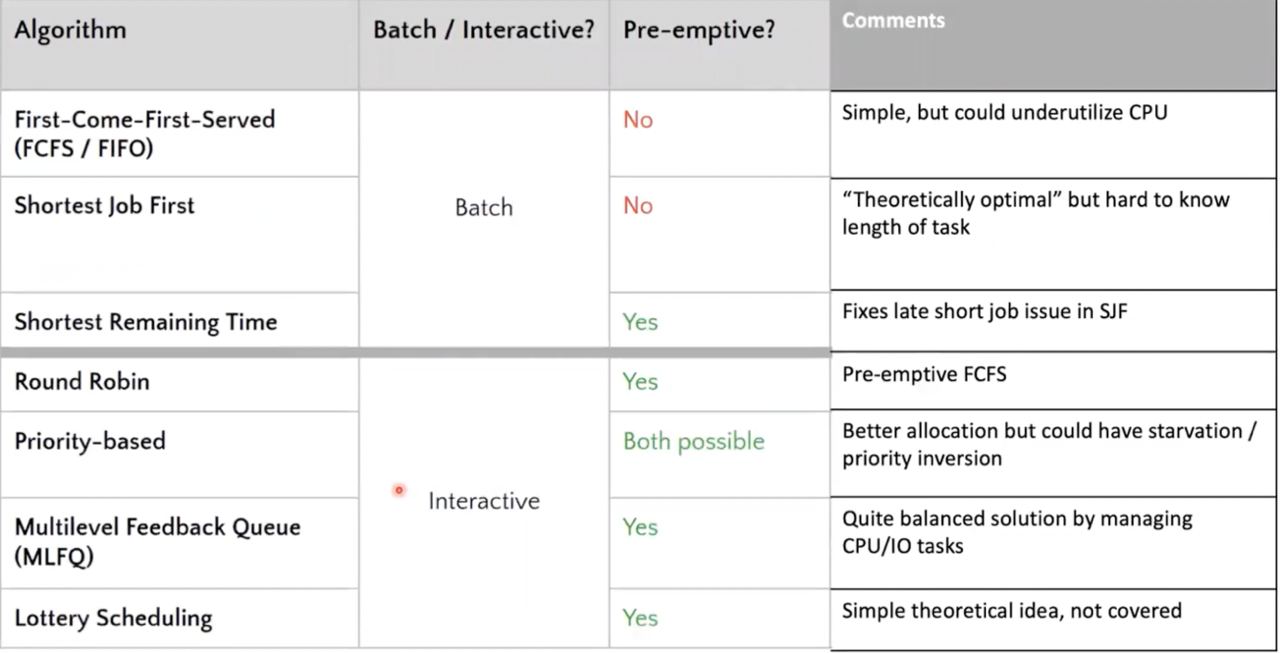 Algorithm
Batch / Interactive?
Pre-emptive?
Comments
First-Come-First-Served
(FCFS / FIFO)
Batch
No
Simple, but could underutilize CPU
Shortest Job First
No
“Theoretically optimal” but hard to know
length of task
Shortest Remaining Time
Yes
Fixes late short job issue in SJF
Round Robin
Interactive
Yes
Pre-emptive FCFS
Priority-based
Both possible
Better allocation but could have starvation /
priority inversion
Multilevel Feedback Queue
(MLFQ)
Yes
Quite balanced solution by managing
CPU/IO tasks
Lottery Scheduling
Yes
Simple theoretical idea, not covered